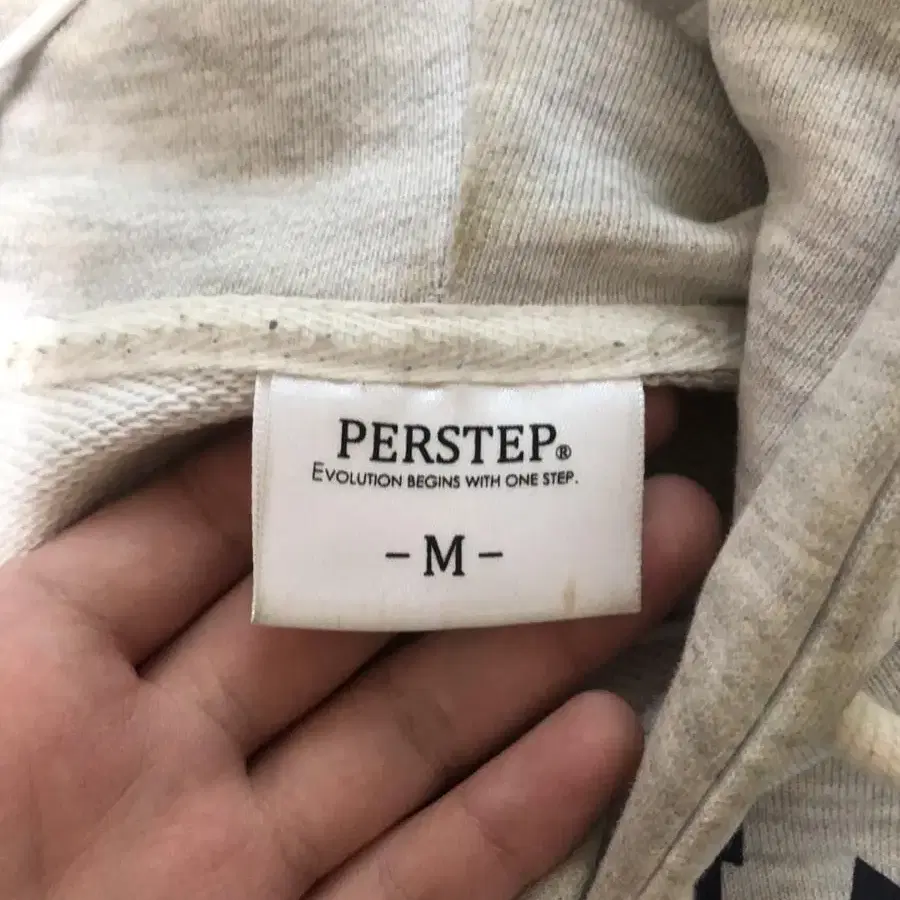 PERSTEP®
EVOLUTION BEGINS WITH ONE STEP.
- M -